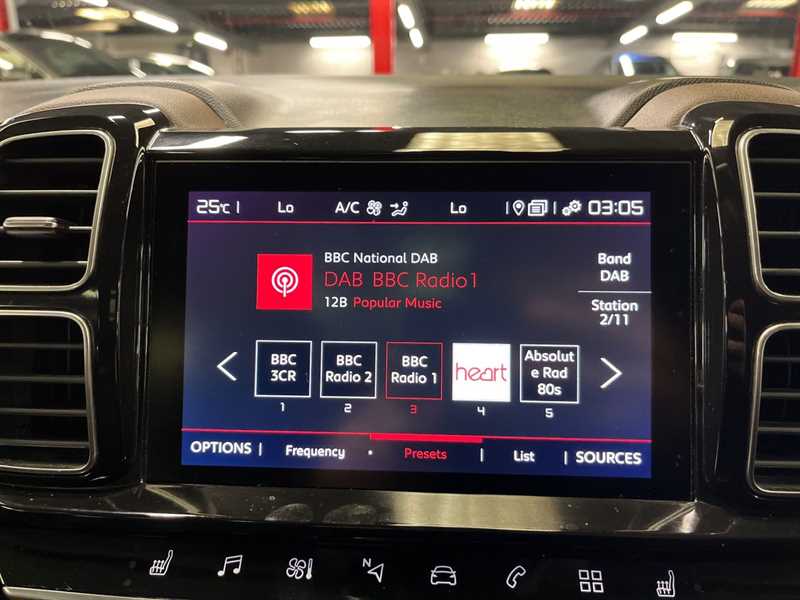 25°C | Lo A/C Lo 03:05
BBC National DAB
DAB BBC Radio 1
12B Popular Music
Band
DAB
Station
2/11
BBC
3CR
BBC
Radio 2
BBC
Radio 1
heart
Absolut
e Rad
80s
1 2 3 4 5
OPTIONS | Frequency • Presets | List | SOURCES
N